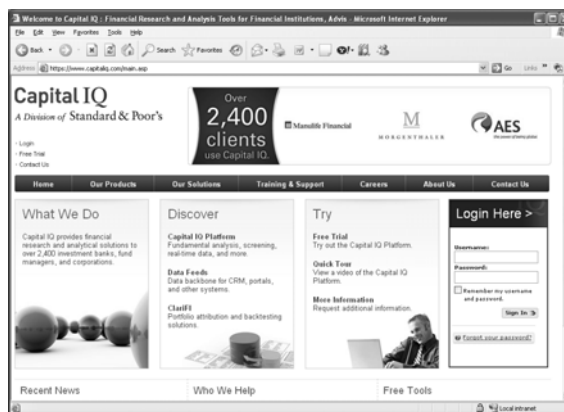 Welcome to Capital IQ : Financial Research and Analysis Tools for Financial Institutions, Advis - Microsoft Internet Explorer
File Edit View Favorites Tools Help
Back Search Favorites
Address https://www.capitaliq.com/main.asp Go Links
Capital IQ
A Division of Standard & Poor's
Login
Free Trial
Contact Us
Over
2,400
clients
use Capital IQ.
Manulife Financial
M
MORGENTHALER
AES
Home Our Products Our Solutions Training & Support Careers About Us Contact Us
What We Do
Capital IQ provides financial
research and analytical solutions to
over 2,400 investment banks, fund
managers, and corporations.
Discover
Capital IQ Platform
Fundamental analysis, screening,
real-time data, and more.
Data Feeds
Data backbone for CRM, portals,
and other systems.
ClariFI
Portfolio attribution and backtesting
solutions.
Try
Free Trial
Try out the Capital IQ Platform.
Quick Tour
View a video of the Capital IQ
Platform.
More Information
Request additional information.
Login Here >
Username:
Password:
Remember my username
and password.
Sign In
Forgot your password?
Recent News Who We Help Free Tools
Local intranet